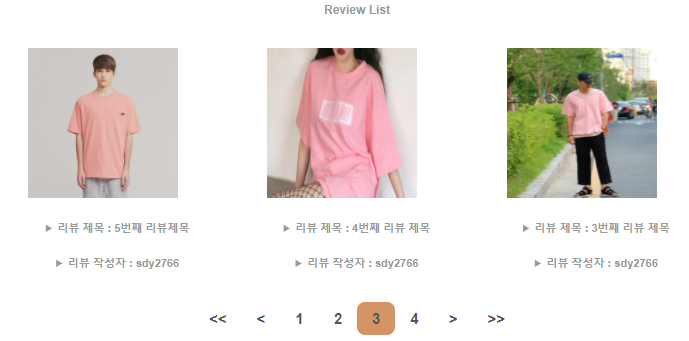 Review List
▶ 리뷰 제목 : 5번째 리뷰제목
▶ 리뷰 제목 : 4번째 리뷰 제목
▶ 리뷰 제목 : 3번째 리뷰 제목
▶ 리뷰 작성자 : sdy2766
▶ 리뷰 작성자 : sdy2766
▶ 리뷰 작성자 : sdy2766
<< < 1 2 3 4 > >>